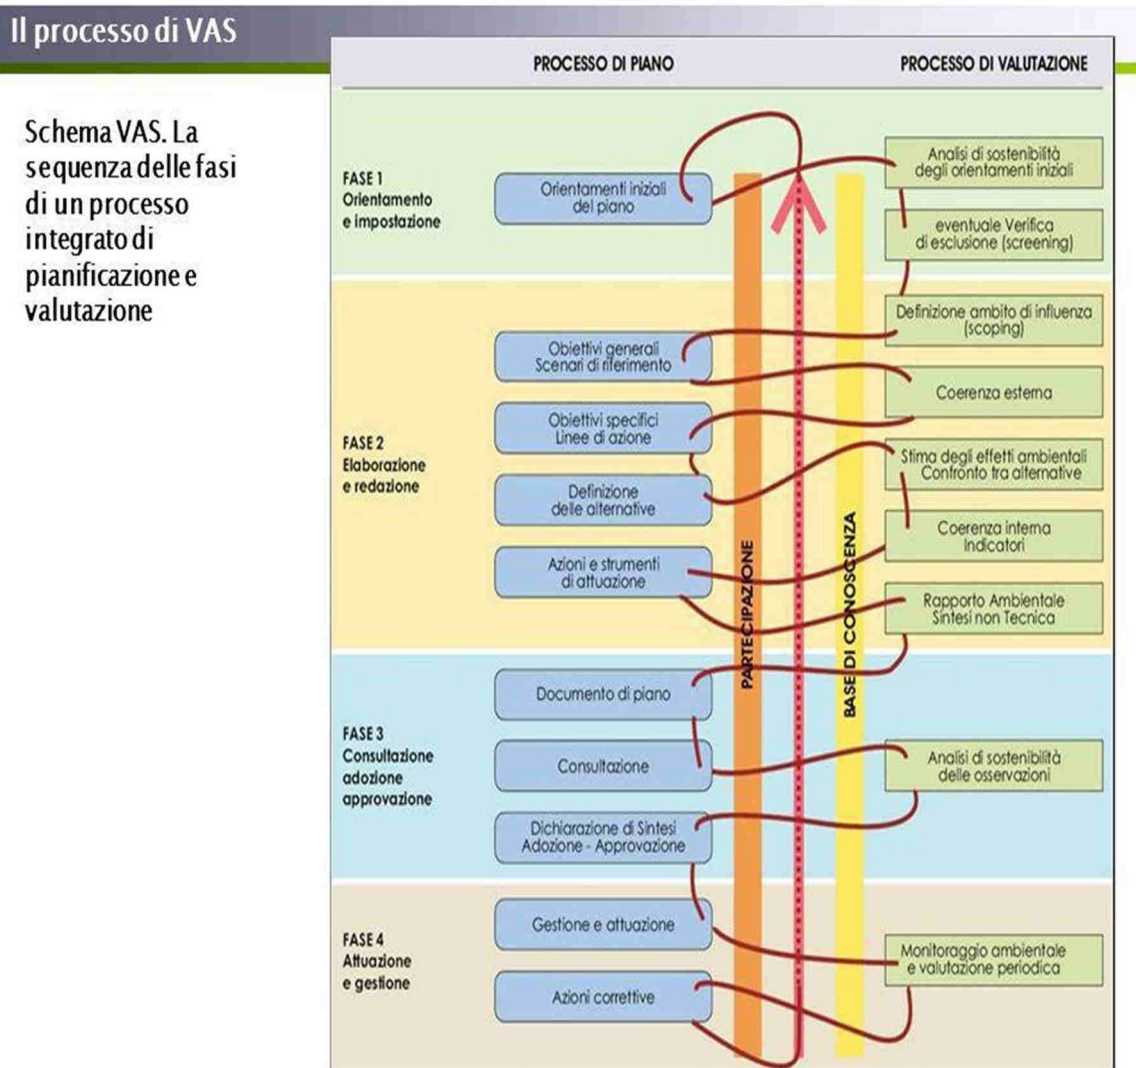 Il processo di VAS
Schema VAS. La
sequenza delle fasi
di un processo
integrato di
pianificazione e
valutazione
PROCESSO DI PIANO
PROCESSO DI VALUTAZIONE
FASE 1
Orientamento
e impostazione
Orientamenti iniziali
del piano
Analisi di sostenibilità
degli orientamenti iniziali
eventuale Verifica
di esclusione (screening)
FASE 2
Elaborazione
e redazione
Obiettivi generali
Scenari di riferimento
Obiettivi specifici
Linee di azione
Definizione
delle alternative
Azioni e strumenti
di attuazione
Definizione ambito di influenza
(scoping)
Coerenza esterna
Stima degli effetti ambientali
Confronto tra alternative
Coerenza interna
Indicatori
Rapporto Ambientale
Sintesi non Tecnica
PARTECIPAZIONE
BASE DI CONOSCENZA
FASE 3
Consultazione
adozione
approvazione
Documento di piano
Consultazione
Dichiarazione di Sintesi
Adozione - Approvazione
Analisi di sostenibilità
delle osservazioni
FASE 4
Attuazione
e gestione
Gestione e attuazione
Azioni correttive
Monitoraggio ambientale
e valutazione periodica